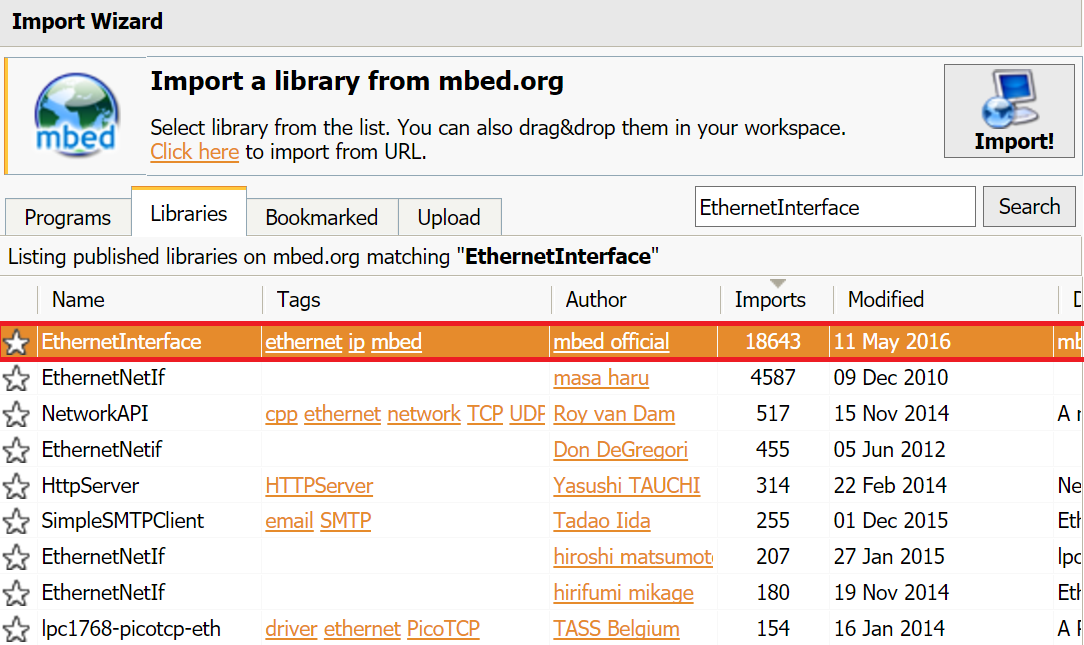 Import Wizard
mbed
Import a library from mbed.org
Select library from the list. You can also drag&drop them in your workspace.
Click here to import from URL.
Import!
Programs Libraries Bookmarked Upload EthernetInterface Search
Listing published libraries on mbed.org matching "EthernetInterface"
Name Tags Author Imports Modified D
EthernetInterface ethernet ip mbed mbed official 18643 11 May 2016 mb
EthernetNetIf masa haru 4587 09 Dec 2010
NetworkAPI cpp ethernet network TCP UDP Roy van Dam 517 15 Nov 2014 A
EthernetNetif Don DeGregori 455 05 Jun 2012
HttpServer HTTPServer Yasushi TAUCHI 314 22 Feb 2014 Ne
SimpleSMTPClient email SMTP Tadao Iida 255 01 Dec 2015 Eth
EthernetNetIf hiroshi matsumoto 207 27 Jan 2015 lpc
EthernetNetIf hirifumi mikage 180 19 Nov 2014 Eth
lpc1768-picotcp-eth driver ethernet PicoTCP TASS Belgium 154 16 Jan 2014 A